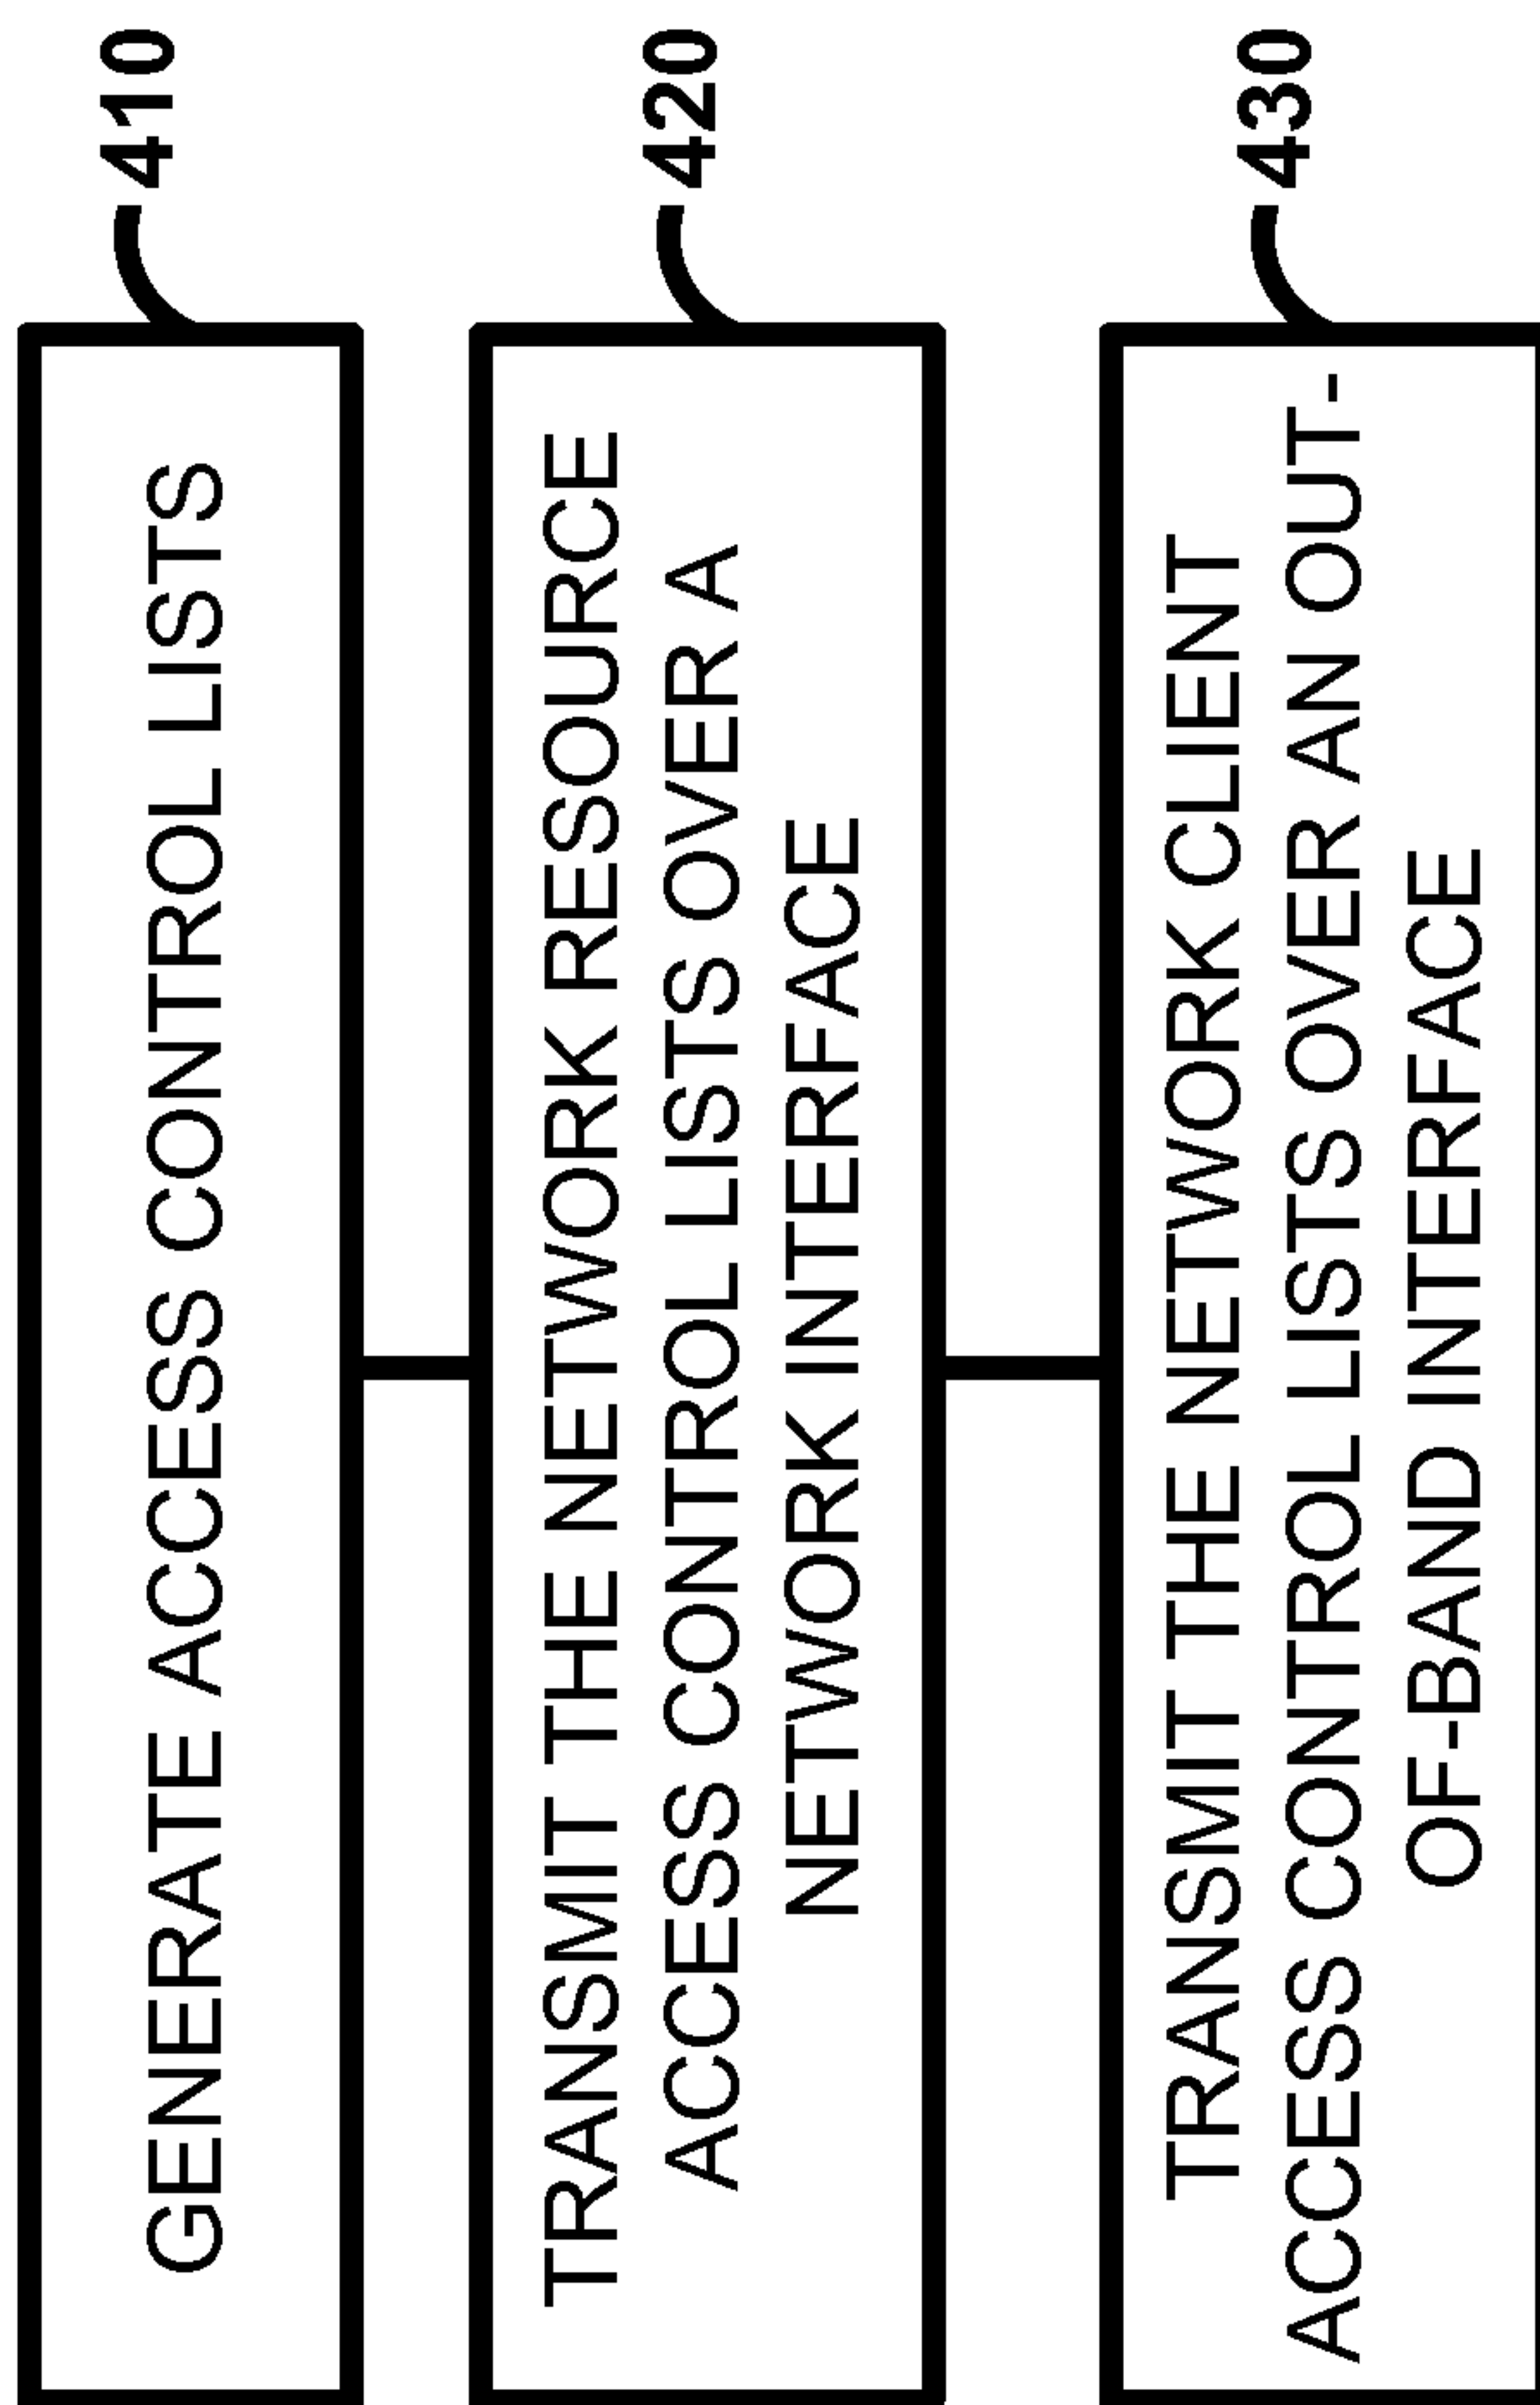 GENERATE ACCESS CONTROL LISTS
410
TRANSMIT THE NETWORK RESOURCE
ACCESS CONTROL LISTS OVER A
NETWORK INTERFACE
420
TRANSMIT THE NETWORK CLIENT
ACCESS CONTROL LISTS OVER AN OUT-
OF-BAND INTERFACE
430